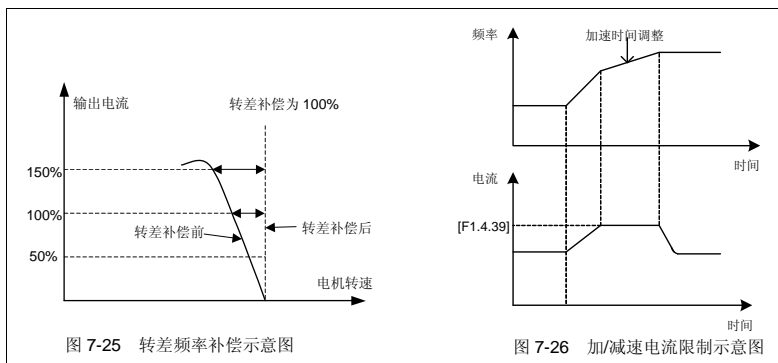 输出电流
转差补偿为 100%
150%
100%
50%
转差补偿前
转差补偿后
电机转速
图 7-25 转差频率补偿示意图
频率
加速时间调整
时间
电流
[F1.4.39]
时间
图 7-26 加/减速电流限制示意图